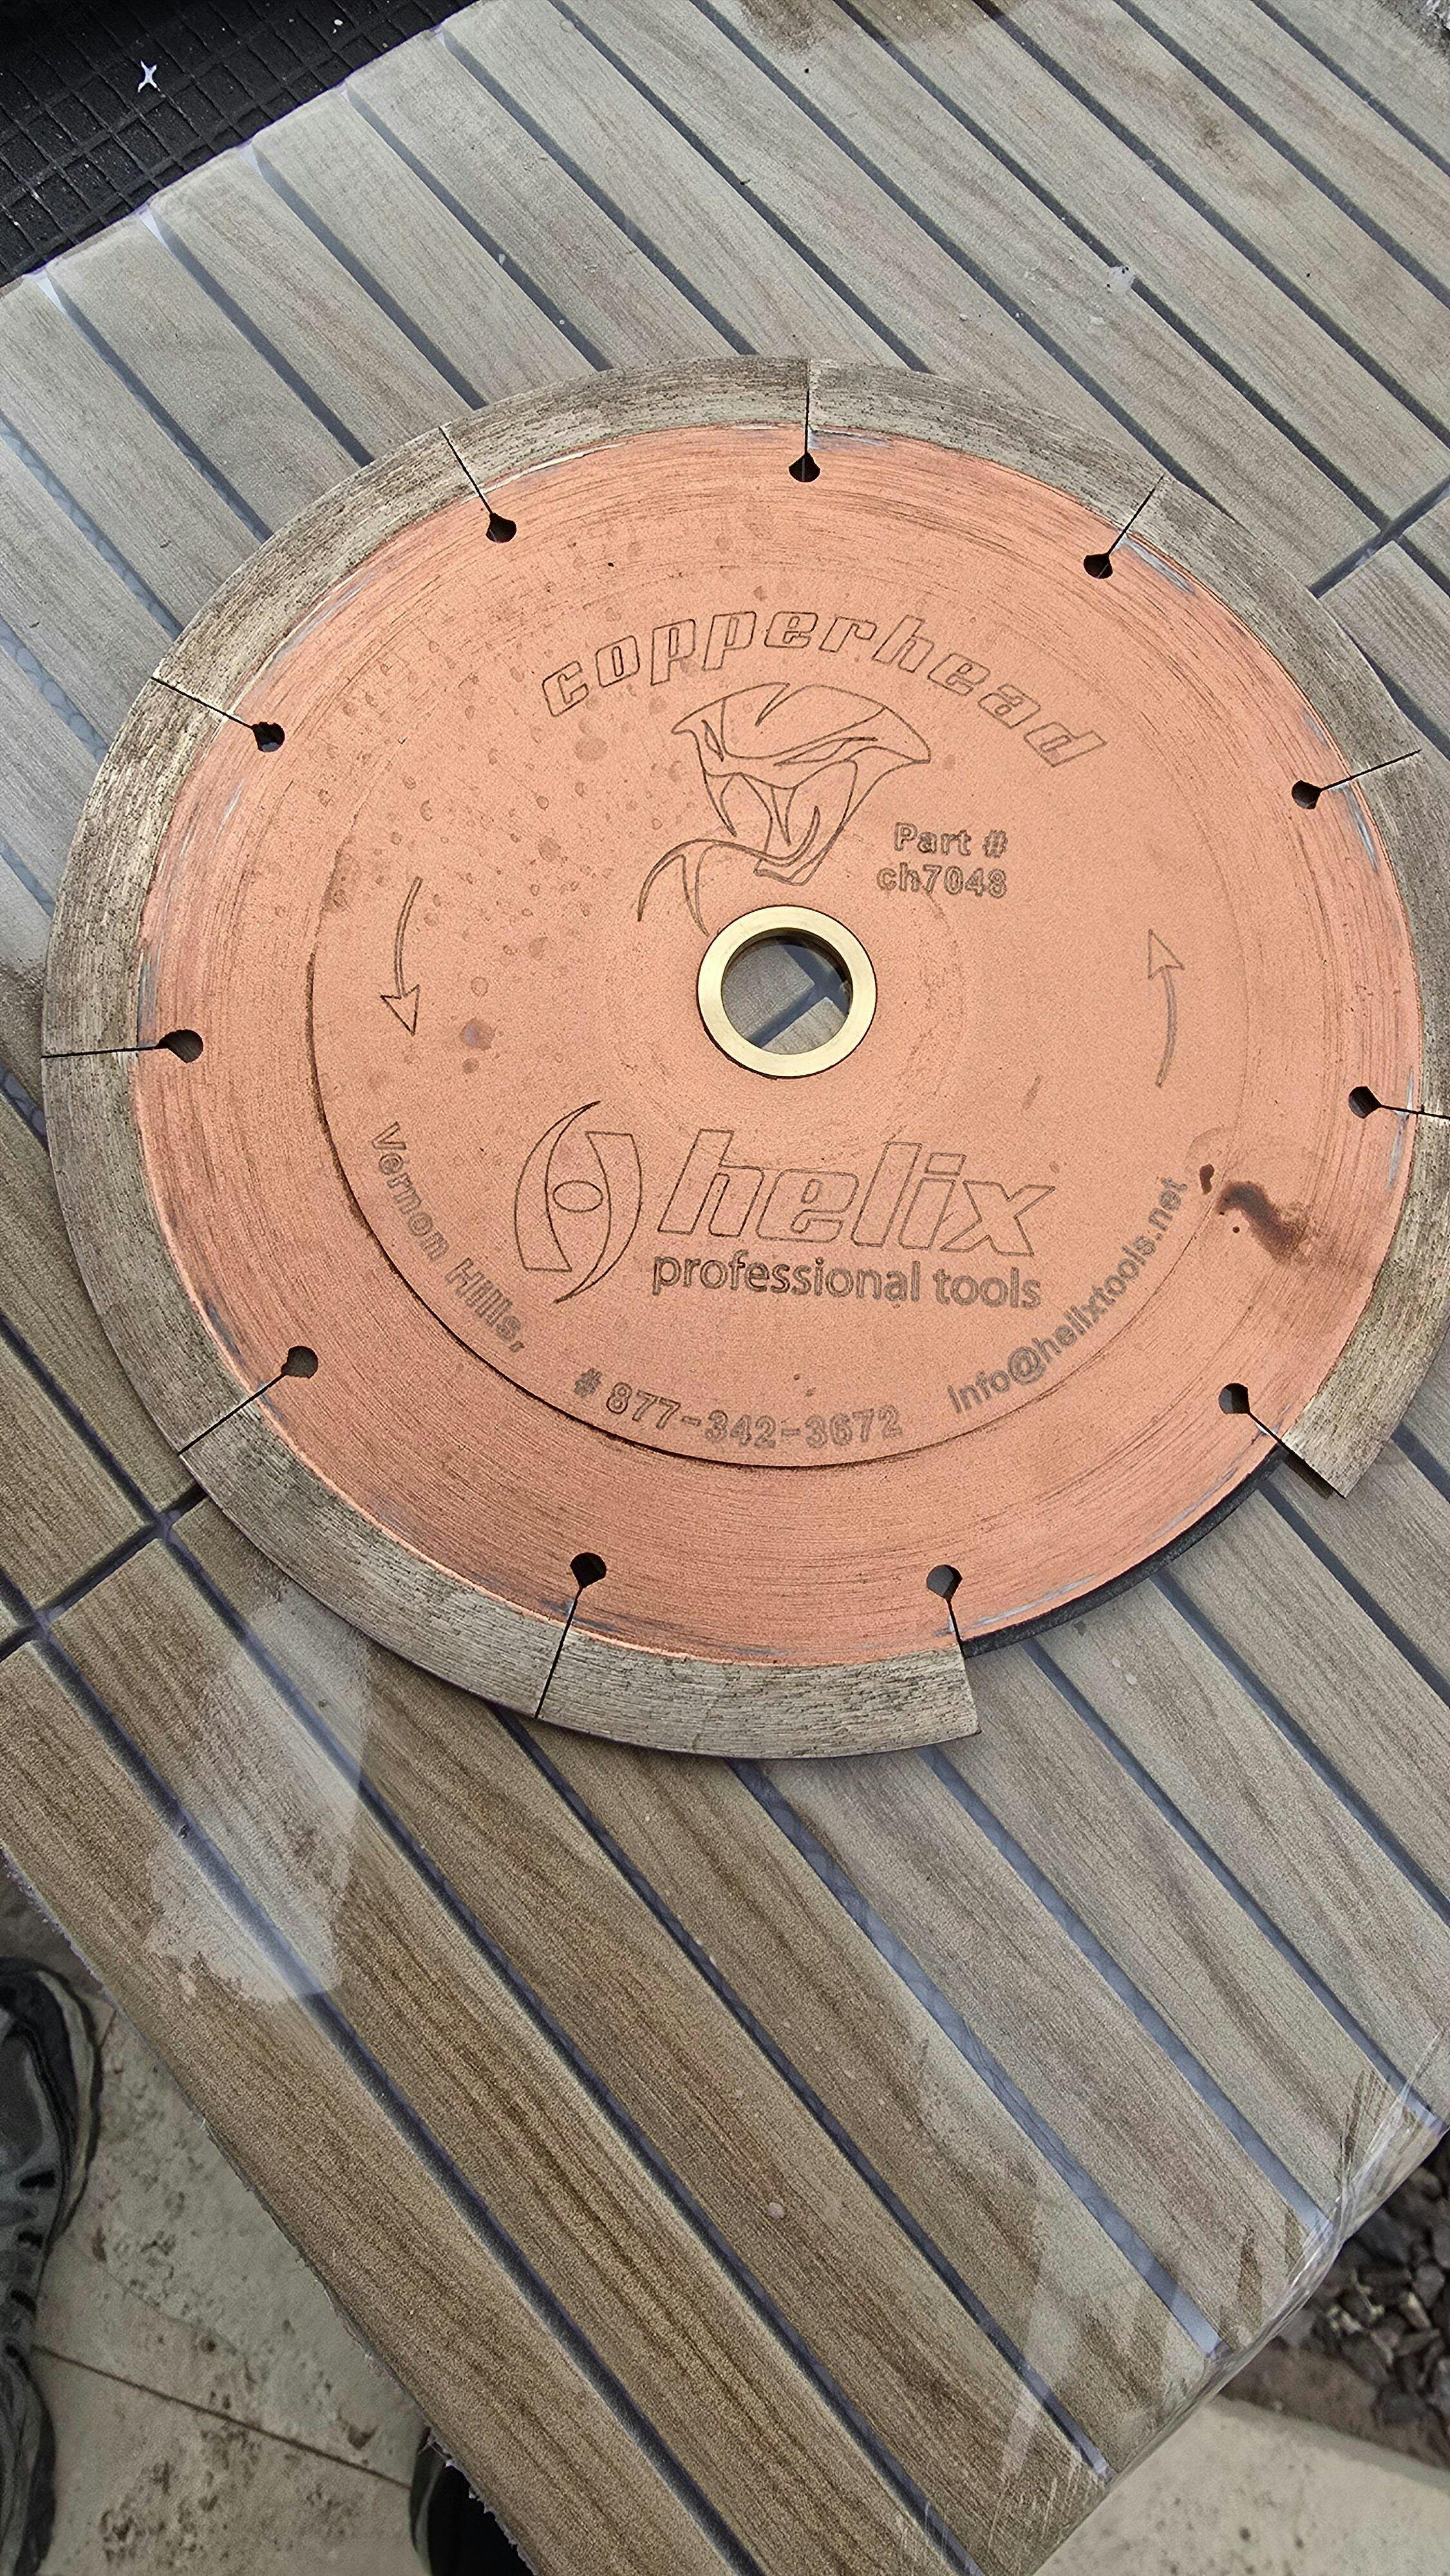 copperhead
Part #
ch7048
helix
professional tools
Vernon Hills,
# 877-342-3672
Info@helixtools.net